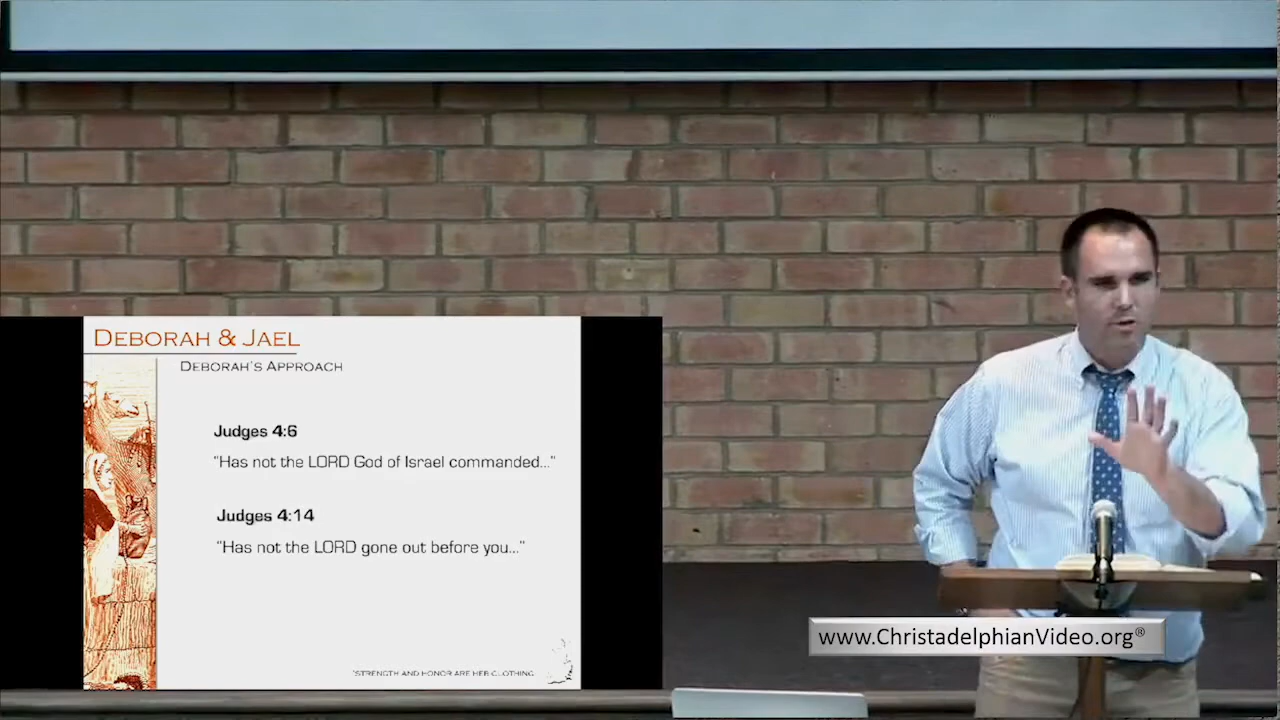 DEBORAH & JAEL
DEBORAH'S APPROACH
Judges 4:6
"Has not the LORD God of Israel commanded..."
Judges 4:14
"Has not the LORD gone out before you..."
"STRENGTH AND HONOR ARE HER CLOTHING
www.ChristadelphianVideo.org®